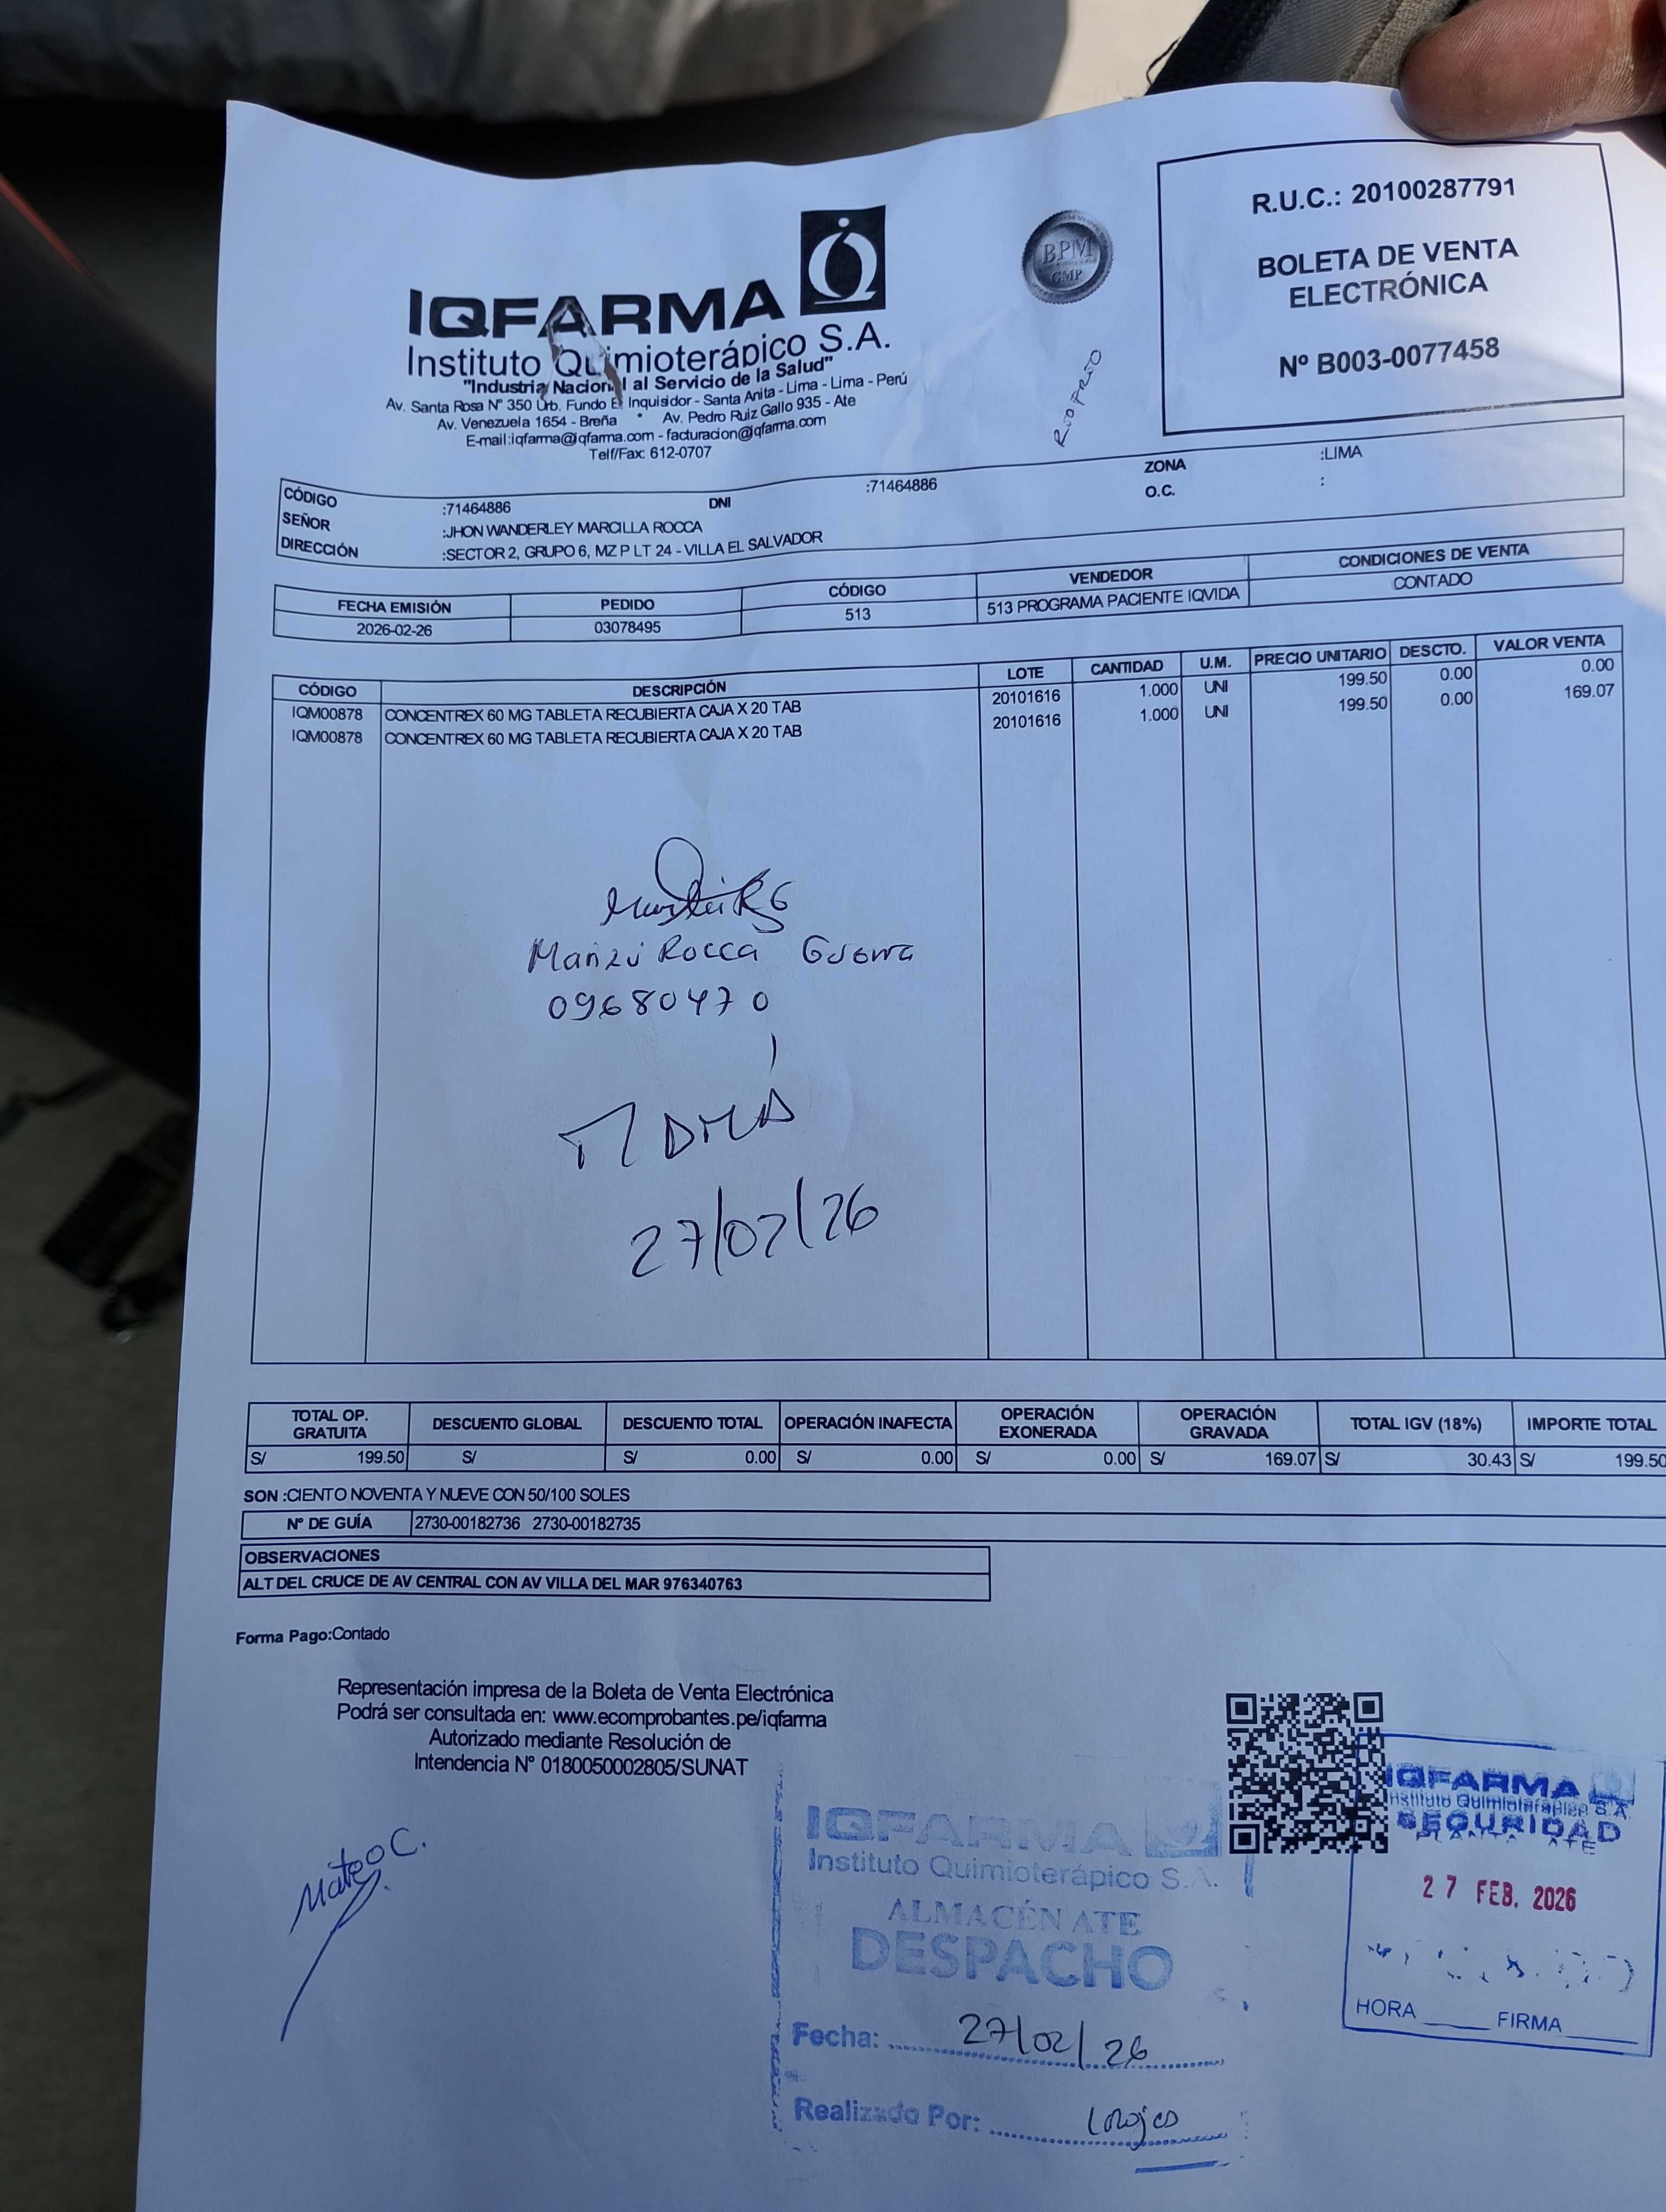 R.U.C.: 20100287791
BOLETA DE VENTA
ELECTRÓNICA
Nº B003-0077458
BPM
GMP
IQFARMA
Instituto Quimioterápico S.A.
"Industria Nacional al Servicio de la Salud"
Av. Santa Rosa Nº 350 Urb. Fundo El Inquisidor - Santa Anita - Lima - Lima - Perú
Av. Venezuela 1654 - Breña * Av. Pedro Ruiz Gallo 935 - Ate
E-mail:iqfarma@iqfarma.com - facturacion@iqfarma.com
Telf/Fax: 612-0707
CÓDIGO :71464886 DNI :71464886 ZONA :LIMA
SEÑOR :JHON WANDERLEY MARCILLA ROCCA O.C. :
DIRECCIÓN :SECTOR 2, GRUPO 6, MZ P LT 24 - VILLA EL SALVADOR
FECHA EMISIÓN PEDIDO CÓDIGO VENDEDOR CONDICIONES DE VENTA
2026-02-26 03078495 513 513 PROGRAMA PACIENTE IQVIDA CONTADO
CÓDIGO DESCRIPCIÓN LOTE CANTIDAD U.M. PRECIO UNITARIO DESCTO. VALOR VENTA
IQM00878 CONCENTREX 60 MG TABLETA RECUBIERTA CAJA X 20 TAB 20101616 1.000 UNI 199.50 0.00 0.00
IQM00878 CONCENTREX 60 MG TABLETA RECUBIERTA CAJA X 20 TAB 20101616 1.000 UNI 199.50 0.00 169.07
Rocca Guerra
09680470
27/02/26
TOTAL OP. GRATUITA DESCUENTO GLOBAL DESCUENTO TOTAL OPERACIÓN INAFECTA OPERACIÓN EXONERADA OPERACIÓN GRAVADA TOTAL IGV (18%) IMPORTE TOTAL
S/ 199.50 S/ S/ 0.00 S/ 0.00 S/ 0.00 S/ 169.07 S/ 30.43 S/ 199.50
SON :CIENTO NOVENTA Y NUEVE CON 50/100 SOLES
Nº DE GUÍA 2730-00182736 2730-00182735
OBSERVACIONES
ALT DEL CRUCE DE AV CENTRAL CON AV VILLA DEL MAR 976340763
Forma Pago:Contado
Representación impresa de la Boleta de Venta Electrónica
Podrá ser consultada en: www.ecomprobantes.pe/iqfarma
Autorizado mediante Resolución de
Intendencia Nº 0180050002805/SUNAT
Mateo C.
IQFARMA
Instituto Quimioterápico S.A.
ALMACÉN ATE
DESPACHO
Fecha: 27/02/26
Realizado Por:
IQFARMA
Instituto Quimioterápico S.A.
SEGURIDAD
PLANTA ATE
27 FEB. 2026
HORA FIRMA